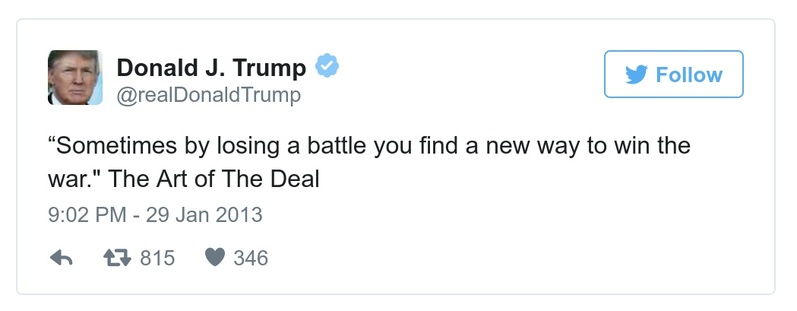 Donald J. Trump
@realDonaldTrump
Follow
“Sometimes by losing a battle you find a new way to win the
war." The Art of The Deal
9:02 PM - 29 Jan 2013
815 346